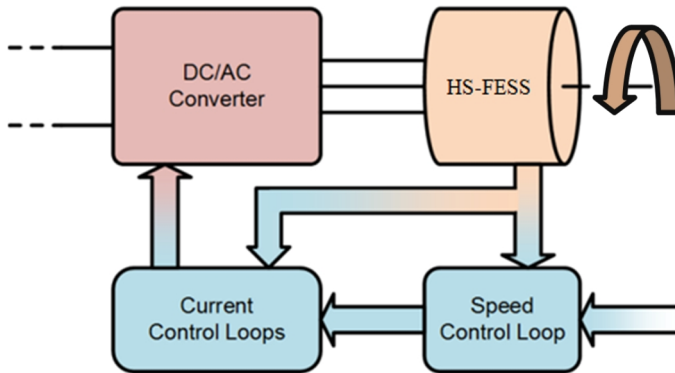 DC/AC
Converter
HS-FESS
Current
Control Loops
Speed
Control Loop